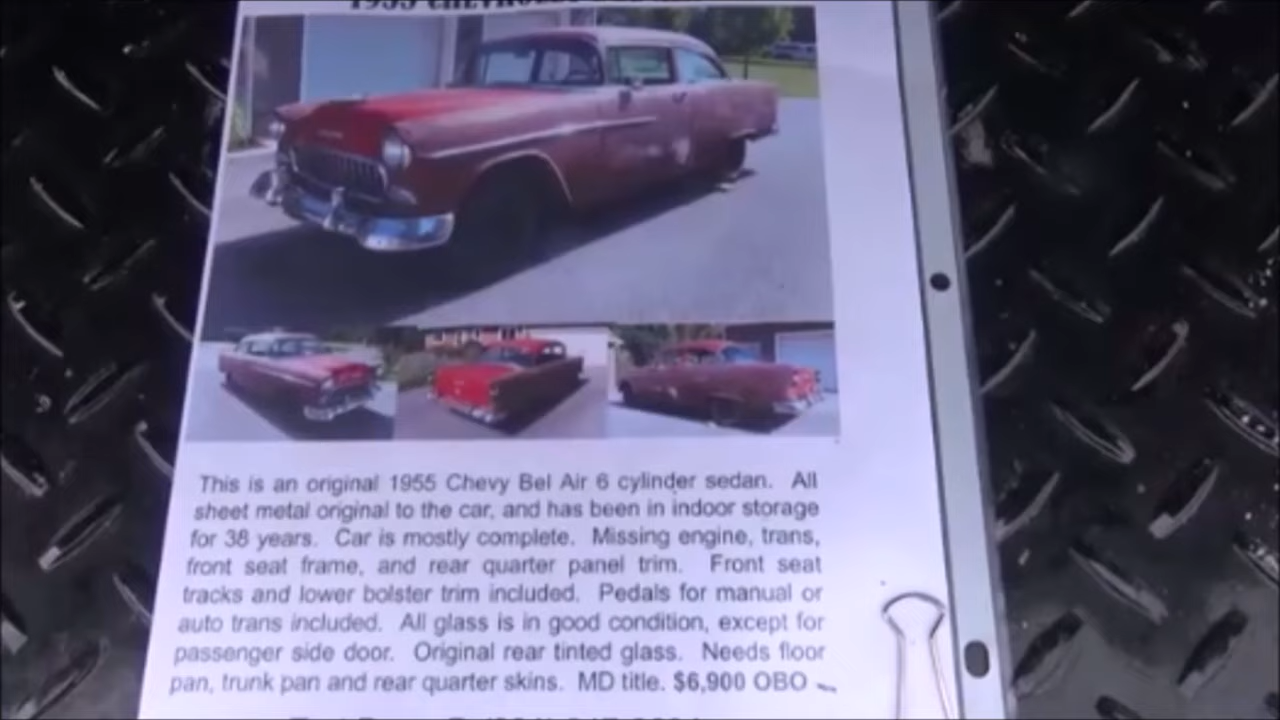 1955
This is an original 1955 Chevy Bel Air 6 cylinder sedan. All
sheet metal original to the car, and has been in indoor storage
for 38 years. Car is mostly complete. Missing engine, trans,
front seat frame, and rear quarter panel trim. Front seat
tracks and lower bolster trim included. Pedals for manual or
auto trans included. All glass is in good condition, except for
passenger side door. Original rear tinted glass. Needs floor
pan, trunk pan and rear quarter skins. MD title. $6,900 OBO